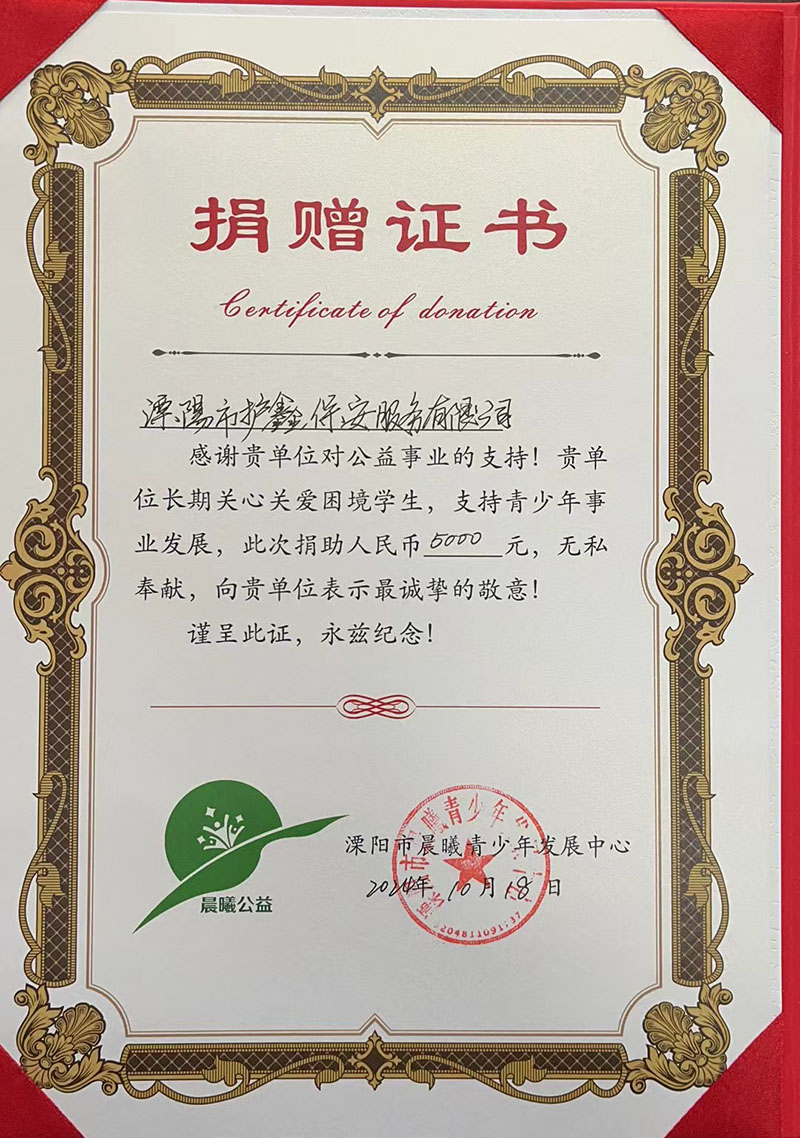 捐赠证书
Certificate of donation
溧阳市护鑫保安服务有限公司
感谢贵单位对公益事业的支持！贵单
位长期关心关爱困境学生，支持青少年事
业发展，此次捐助人民币5000元，无私
奉献，向贵单位表示最诚挚的敬意！
谨呈此证，永兹纪念！
晨曦公益
溧阳市晨曦青少年发展中心
2024年10月18日